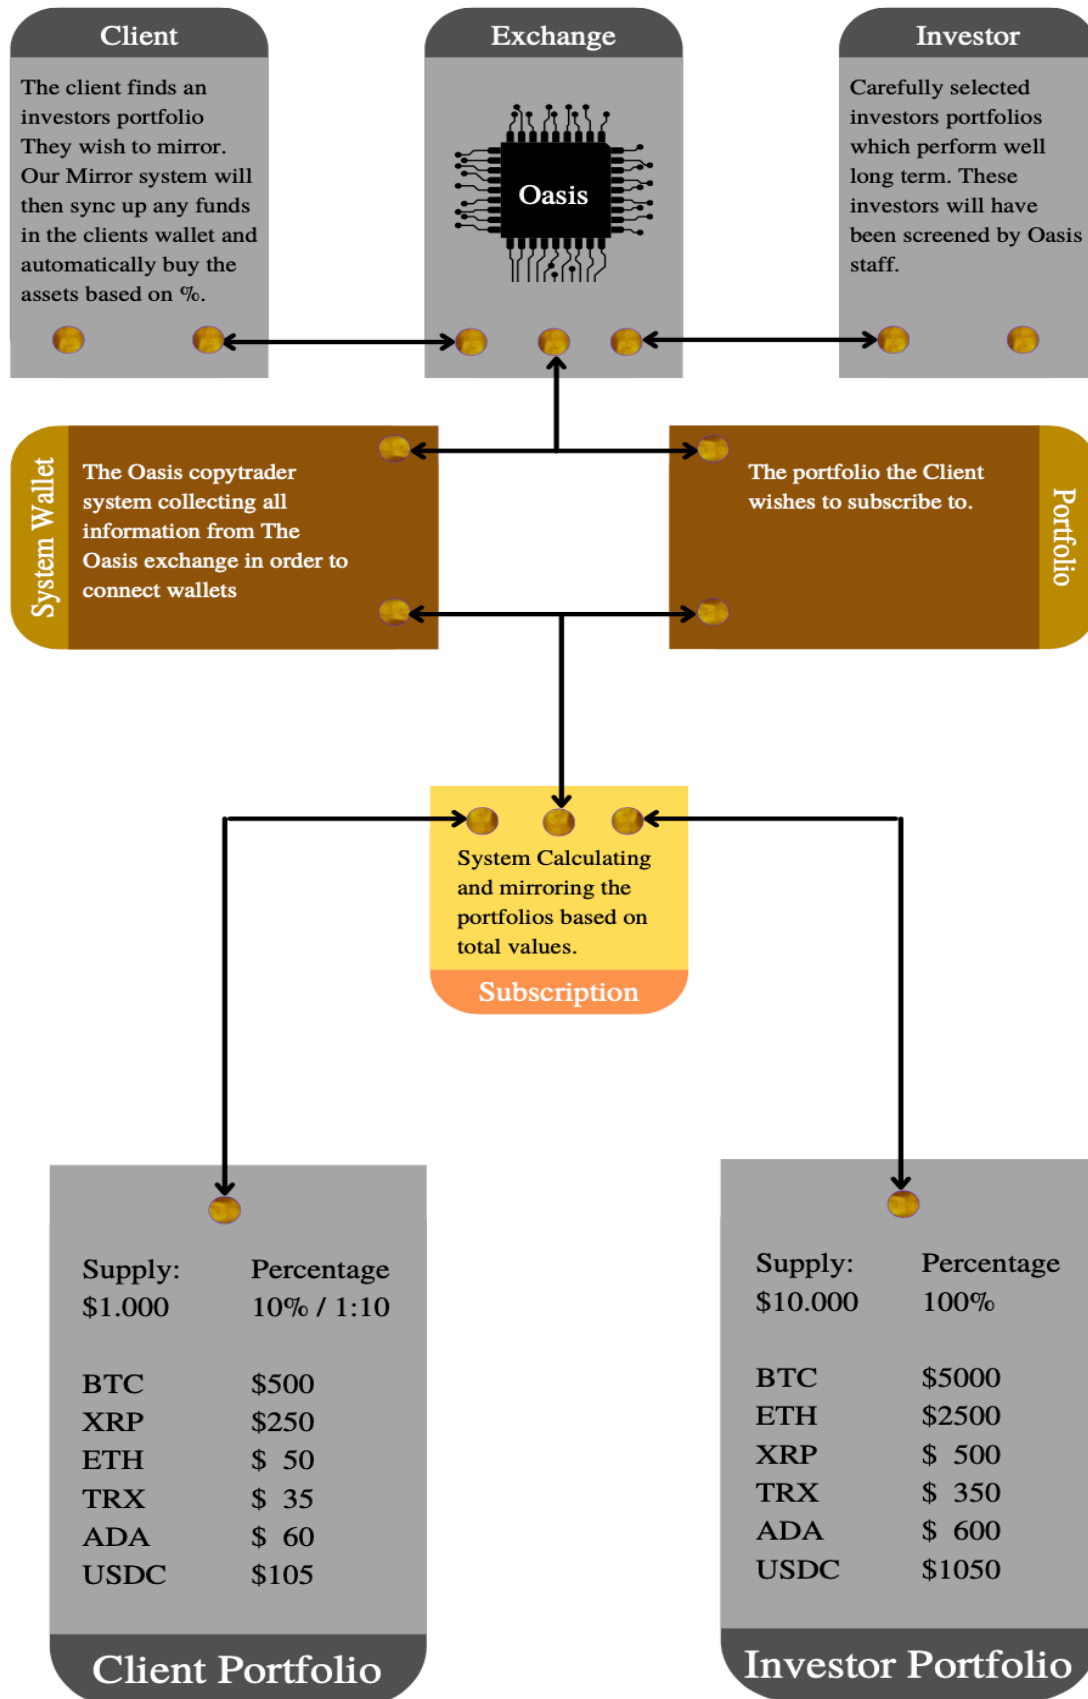 Client
The client finds an
investors portfolio
They wish to mirror.
Our Mirror system will
then sync up any funds
in the clients wallet and
automatically buy the
assets based on %.
Exchange
Oasis
Investor
Carefully selected
investors portfolios
which perform well
long term. These
investors will have
been screened by Oasis
staff.
System Wallet
The Oasis copytrader
system collecting all
information from The
Oasis exchange in order to
connect wallets
The portfolio the Client
wishes to subscribe to.
Portfolio
System Calculating
and mirroring the
portfolios based on
total values.
Subscription
Supply: Percentage
$1.000 10% / 1:10
BTC $500
XRP $250
ETH $ 50
TRX $ 35
ADA $ 60
USDC $105
Client Portfolio
Supply: Percentage
$10.000 100%
BTC $5000
ETH $2500
XRP $ 500
TRX $ 350
ADA $ 600
USDC $1050
Investor Portfolio